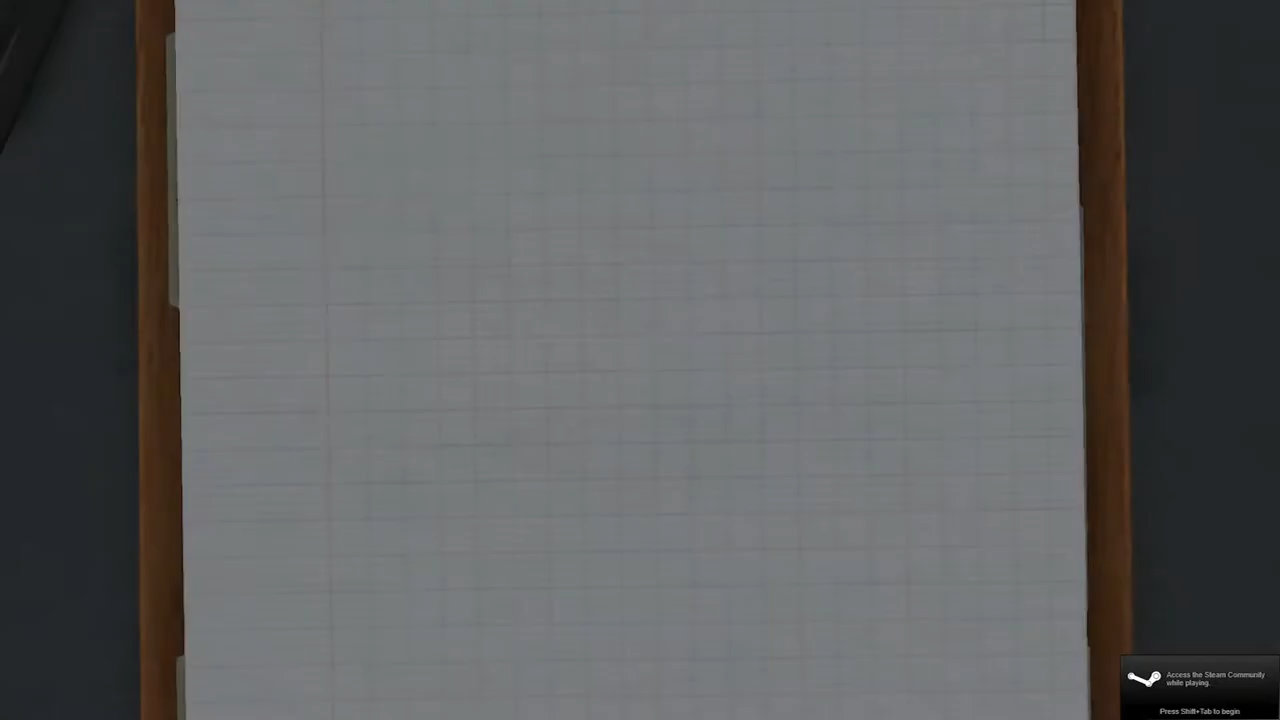 Access the Steam Community
while playing.
Press Shift+Tab to begin